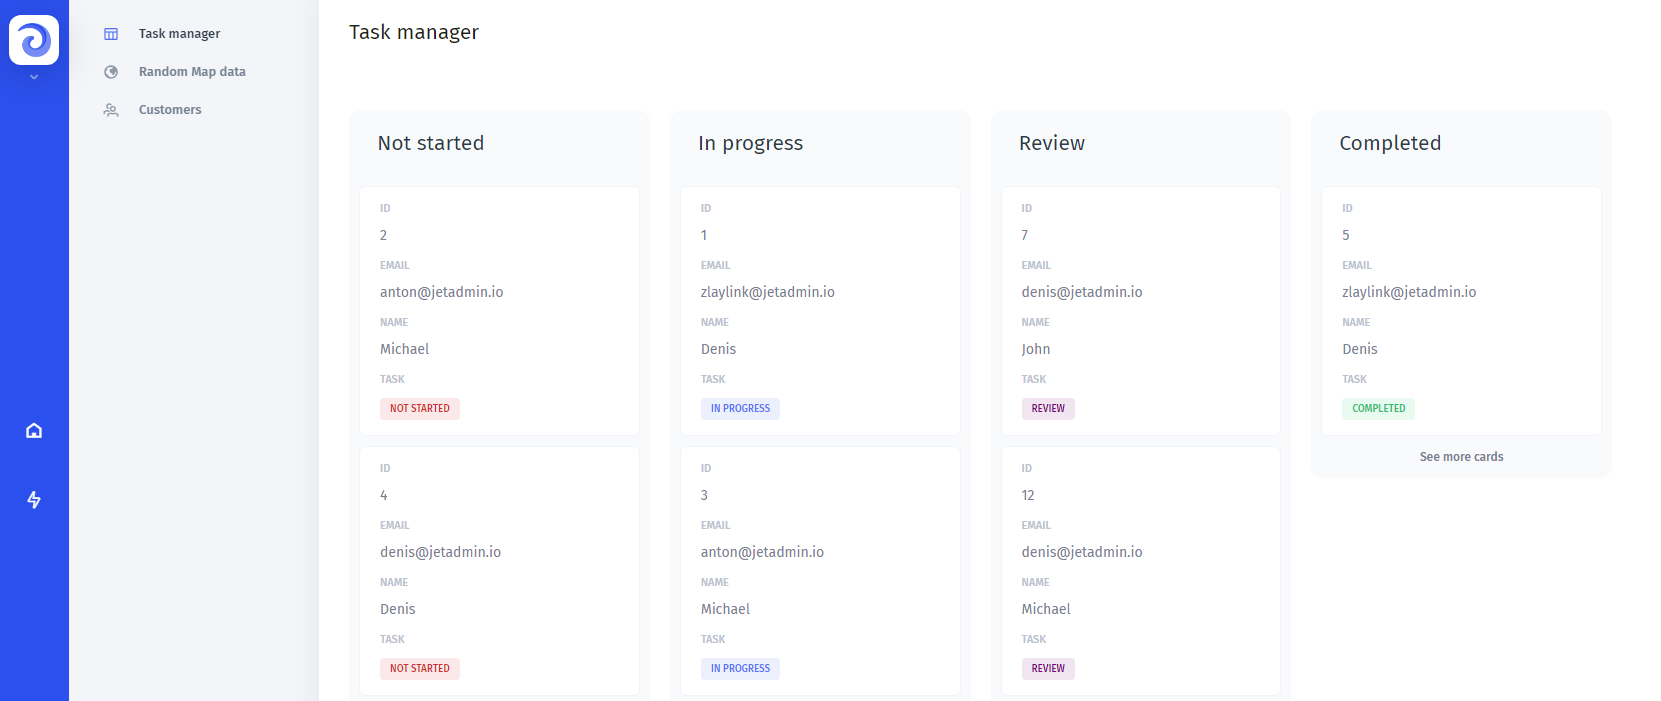 Task manager
Random Map data
Customers
Task manager
Not started
ID
2
EMAIL
anton@jetadmin.io
NAME
Michael
TASK
NOT STARTED
ID
4
EMAIL
denis@jetadmin.io
NAME
Denis
TASK
NOT STARTED
In progress
ID
1
EMAIL
zlaylink@jetadmin.io
NAME
Denis
TASK
IN PROGRESS
ID
3
EMAIL
anton@jetadmin.io
NAME
Michael
TASK
IN PROGRESS
Review
ID
7
EMAIL
denis@jetadmin.io
NAME
John
TASK
REVIEW
ID
12
EMAIL
denis@jetadmin.io
NAME
Michael
TASK
REVIEW
Completed
ID
5
EMAIL
zlaylink@jetadmin.io
NAME
Denis
TASK
COMPLETED
See more cards